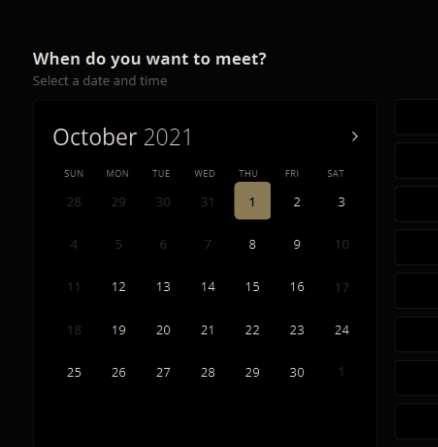 When do you want to meet?
Select a date and time
October 2021
SUN MON TUE WED THU FRI SAT
28 29 30 31 1 2 3
4 5 6 7 8 9 10
11 12 13 14 15 16 17
18 19 20 21 22 23 24
25 26 27 28 29 30 1